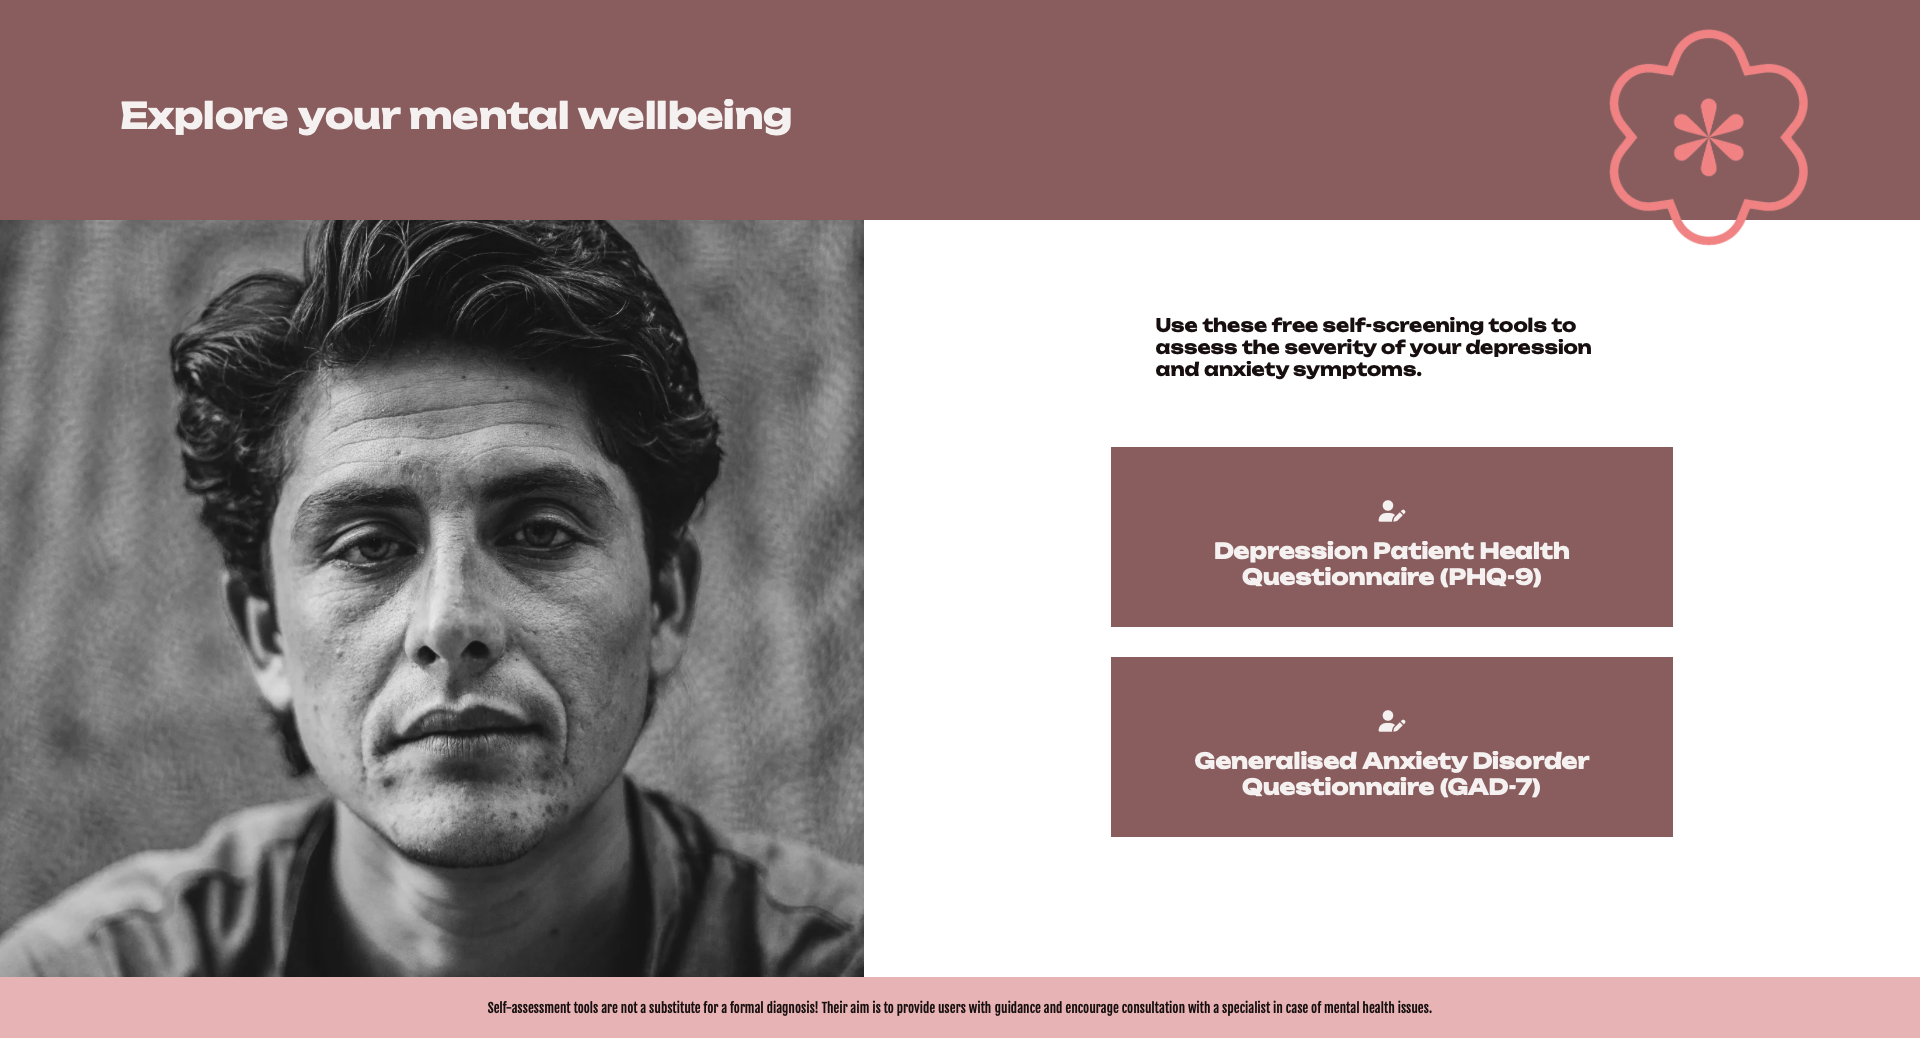 Explore your mental wellbeing
Use these free self-screening tools to
assess the severity of your depression
and anxiety symptoms.
Depression Patient Health
Questionnaire (PHQ-9)
Generalised Anxiety Disorder
Questionnaire (GAD-7)
Self-assessment tools are not a substitute for a formal diagnosis! Their aim is to provide users with guidance and encourage consultation with a specialist in case of mental health issues.